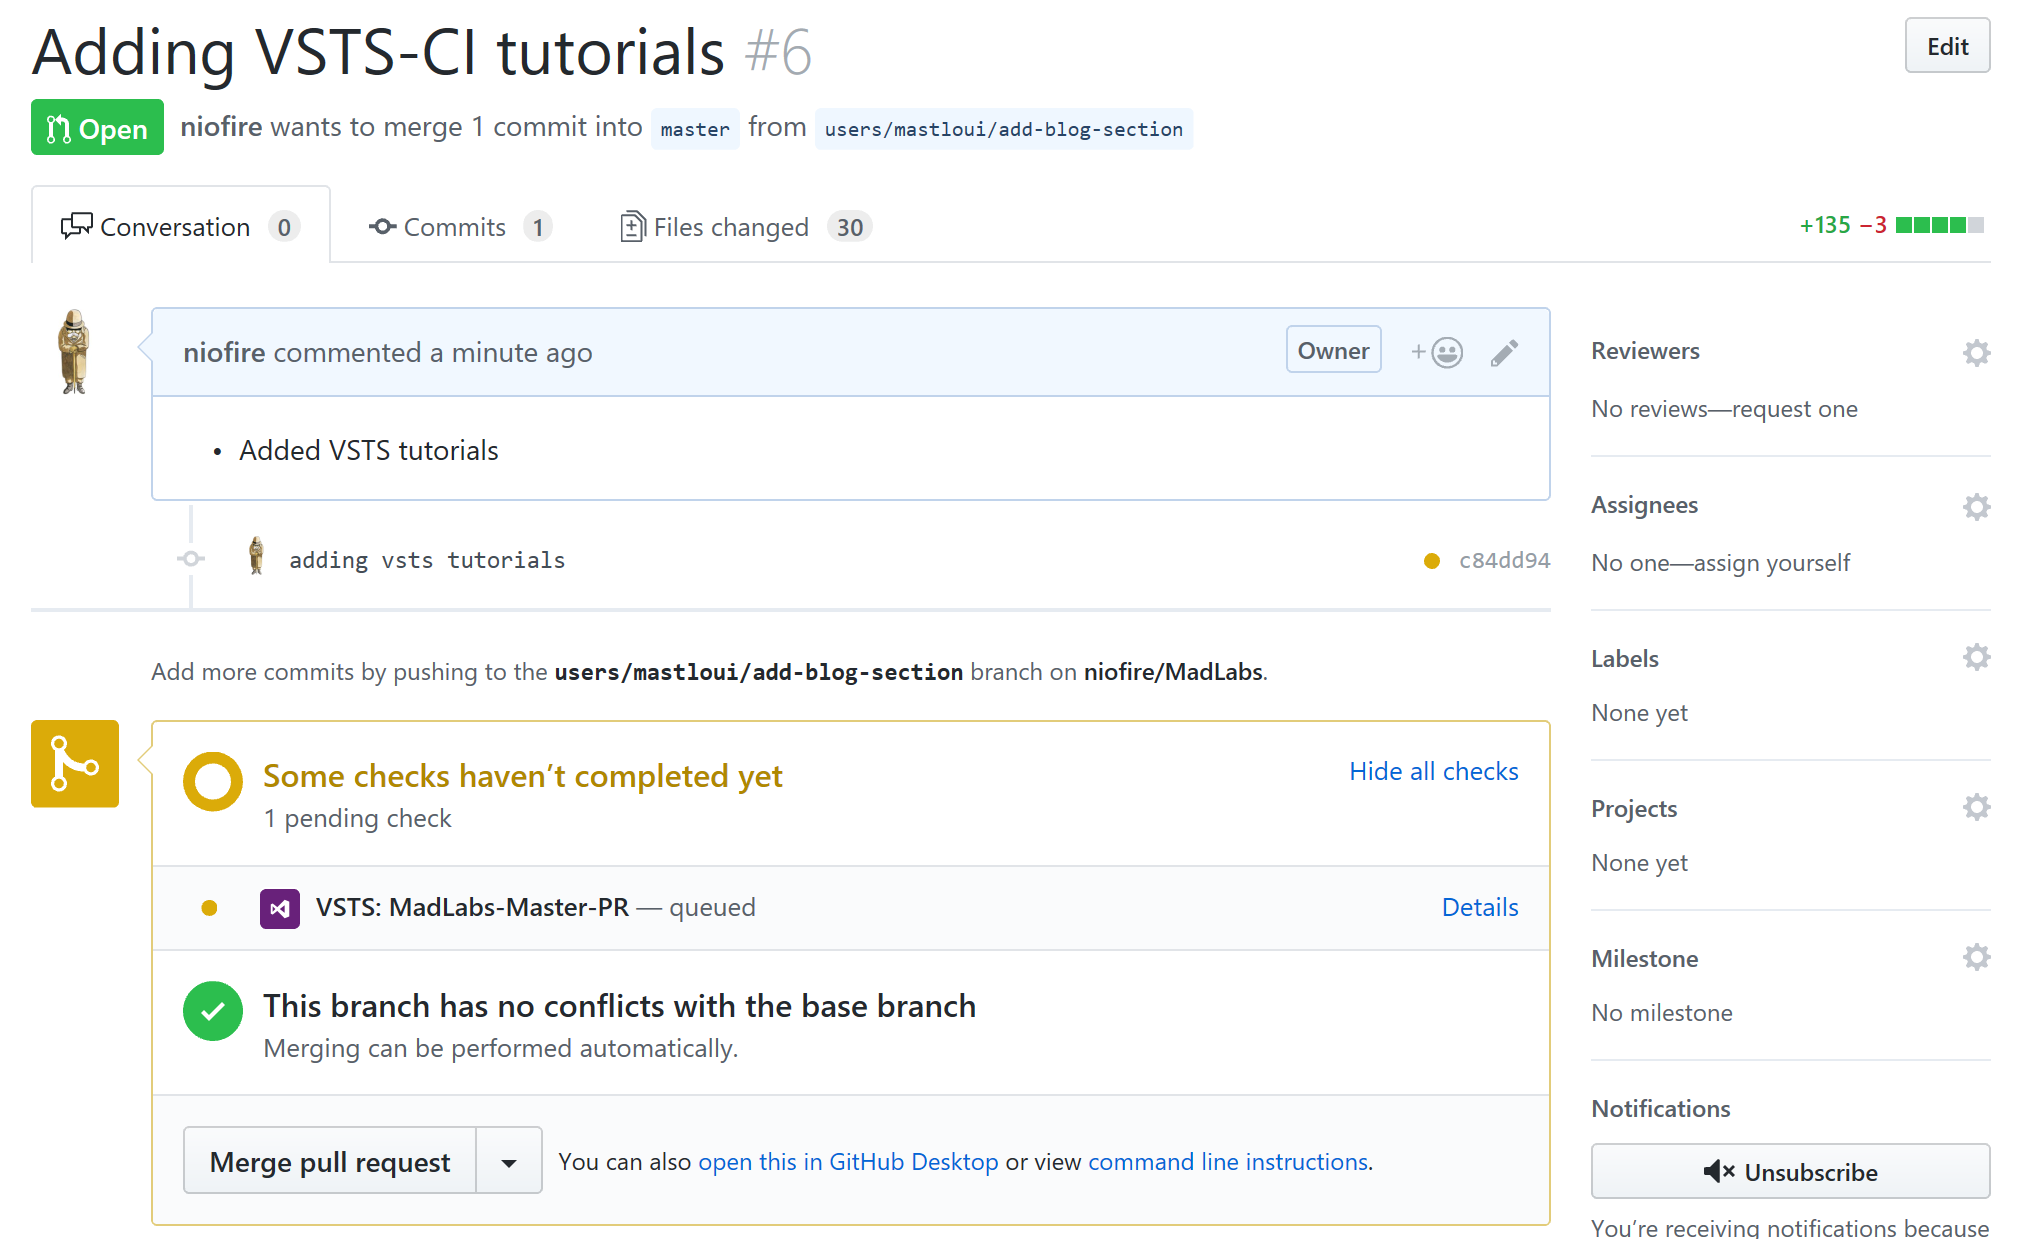 Adding VSTS-CI tutorials #6
Edit
Open
niofire wants to merge 1 commit into master from users/mastloui/add-blog-section
Conversation 0
Commits 1
Files changed 30
+135 −3
niofire commented a minute ago
Owner
+
• Added VSTS tutorials
adding vsts tutorials
c84dd94
Add more commits by pushing to the users/mastloui/add-blog-section branch on niofire/MadLabs.
Some checks haven’t completed yet
Hide all checks
1 pending check
VSTS: MadLabs-Master-PR — queued
Details
This branch has no conflicts with the base branch
Merging can be performed automatically.
Merge pull request
You can also open this in GitHub Desktop or view command line instructions.
Reviewers
No reviews—request one
Assignees
No one—assign yourself
Labels
None yet
Projects
None yet
Milestone
No milestone
Notifications
Unsubscribe
You’re receiving notifications because